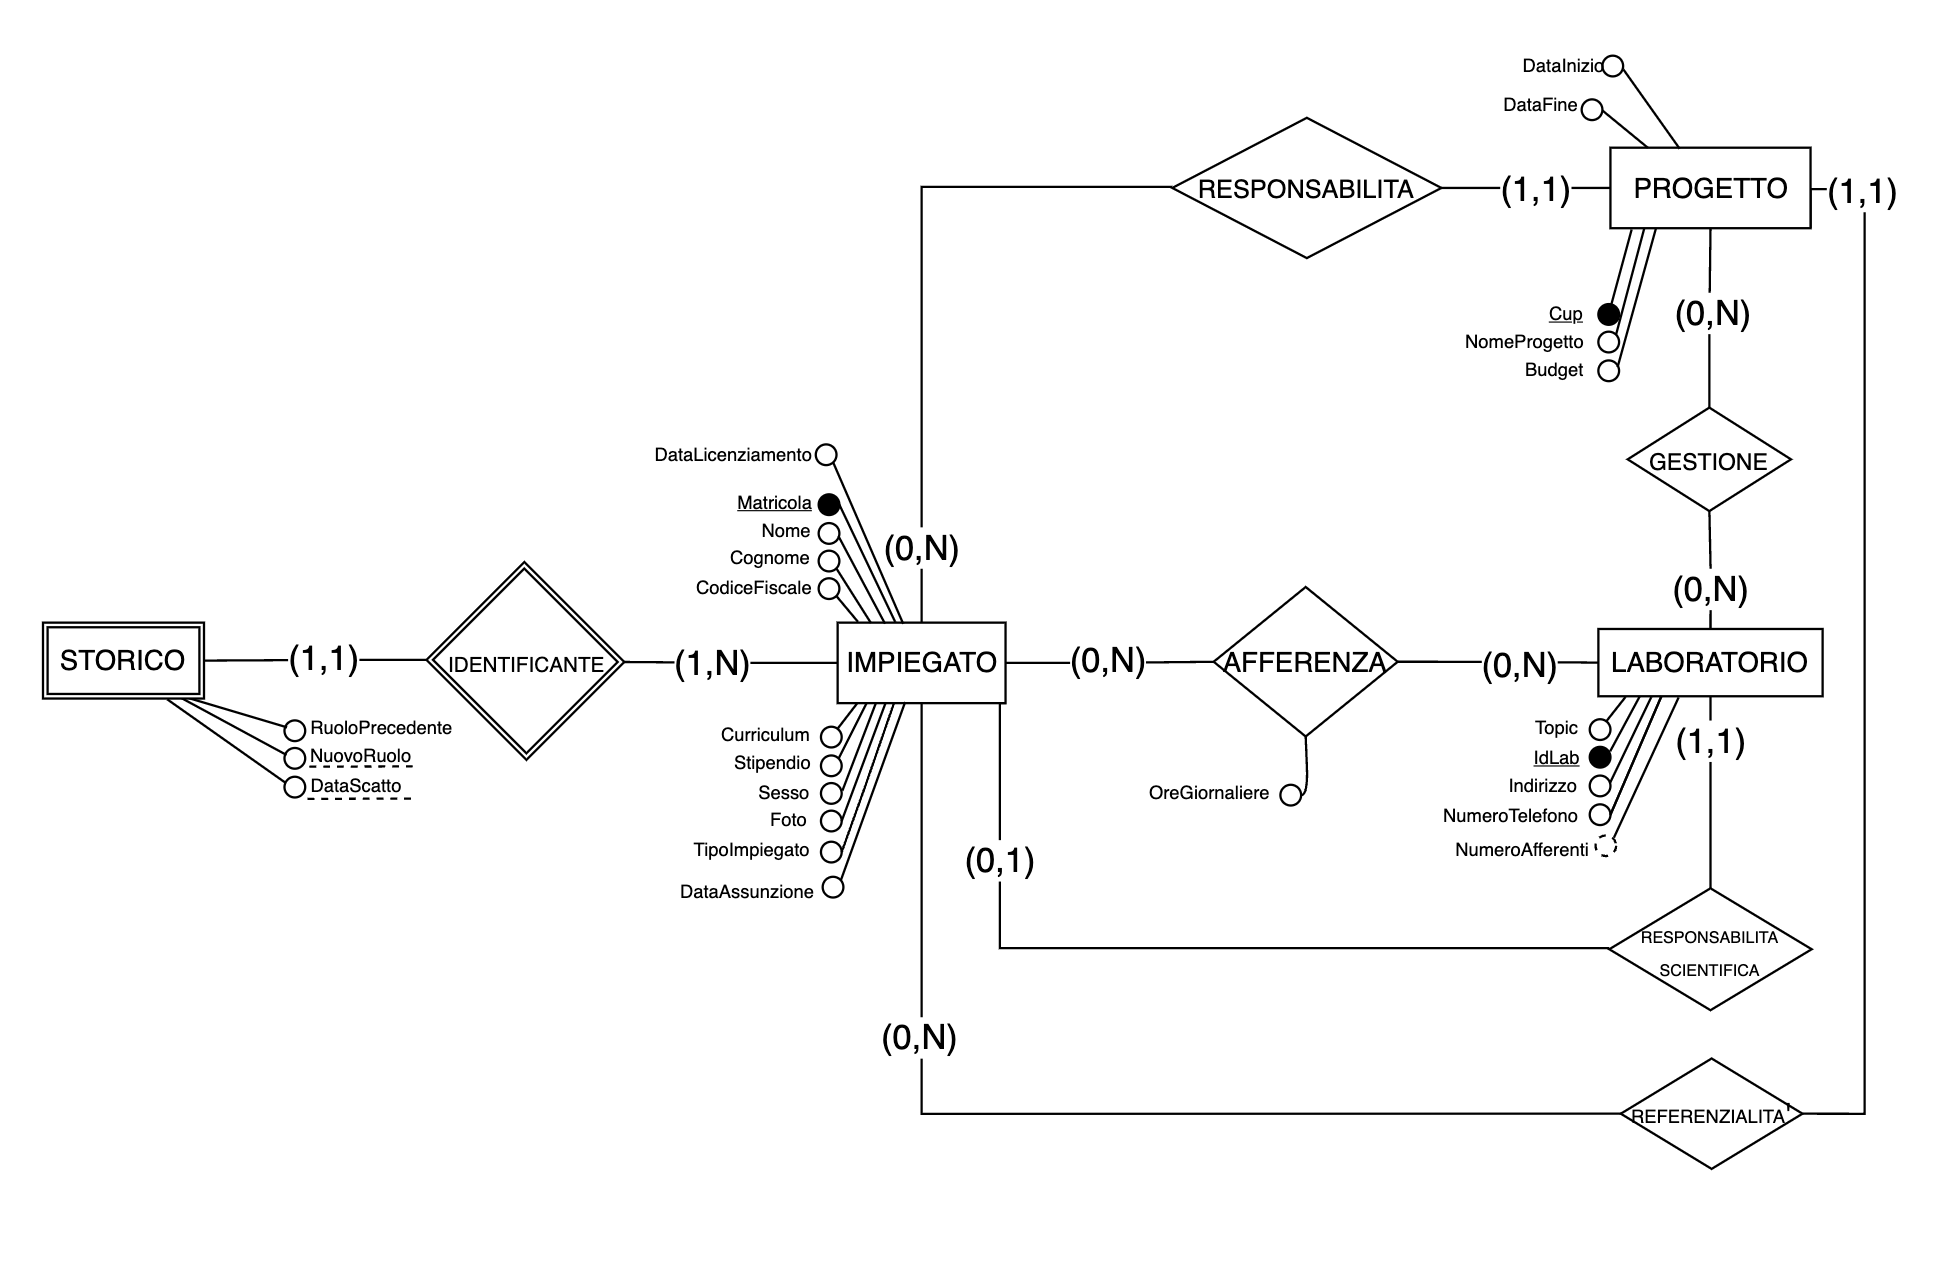 DataInizio
DataFine
RESPONSABILITA
(1,1)
PROGETTO
(1,1)
Cup
NomeProgetto
Budget
(0,N)
GESTIONE
(0,N)
DataLicenziamento
Matricola
Nome
Cognome
CodiceFiscale
(0,N)
STORICO
(1,1)
IDENTIFICANTE
(1,N)
IMPIEGATO
(0,N)
AFFERENZA
(0,N)
LABORATORIO
RuoloPrecedente
NuovoRuolo
DataScatto
Curriculum
Stipendio
Sesso
Foto
TipoImpiegato
DataAssunzione
OreGiornaliere
Topic
IdLab
Indirizzo
NumeroTelefono
NumeroAfferenti
(1,1)
(0,1)
RESPONSABILITA
SCIENTIFICA
(0,N)
REFERENZIALITA'